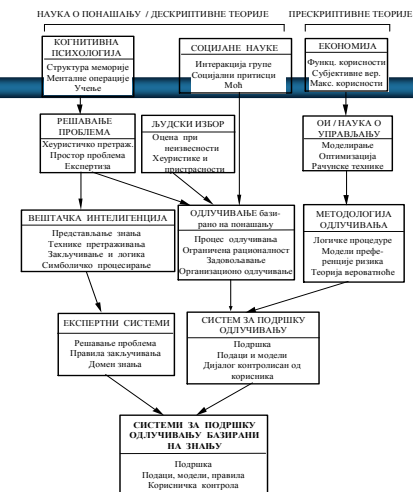 НАУКА О ПОНАШАЊУ / ДЕСКРИПТИВНЕ ТЕОРИЈЕ
ПРЕСКРИПТИВНЕ ТЕОРИЈЕ
КОГНИТИВНА
ПСИХОЛОГИЈА
Структура меморије
Менталне операције
Учење
СОЦИЈАНЕ НАУКЕ
Интеракција групе
Социјални притисци
Моћ
ЕКОНОМИЈА
Функц. корисности
Субјективне вер.
Макс. корисности
РЕШАВАЊЕ
ПРОБЛЕМА
Хеуристичко претраж.
Простор проблема
Експертиза
ЉУДСКИ ИЗБОР
Оцена при
неизвесности
Хеуристике и
пристрасности
ОИ / НАУКА О
УПРАВЉАЊУ
Моделирање
Оптимизација
Рачунске технике
ВЕШТАЧКА ИНТЕЛИГЕНЦИЈА
Представљање знања
Технике претраживања
Закључивање и логика
Симболичко процесирање
ОДЛУЧИВАЊЕ бази-
рано на понашању
Процес одлучивања
Ограничена рационалност
Задовољавање
Организационо одлучивање
МЕТОДОЛОГИЈА
ОДЛУЧИВАЊА
Логичке процедуре
Модели префе-
ренције ризика
Теорија вероватноће
ЕКСПЕРТНИ СИСТЕМИ
Решавање проблема
Правила закључивања
Домен знања
СИСТЕМ ЗА ПОДРШКУ
ОДЛУЧИВАЊУ
Подршка
Подаци и модели
Дијалог контролисан од
корисника
СИСТЕМИ ЗА ПОДРШКУ
ОДЛУЧИВАЊУ БАЗИРАНИ
НА ЗНАЊУ
Подршка
Подаци, модели, правила
Корисничка контрола